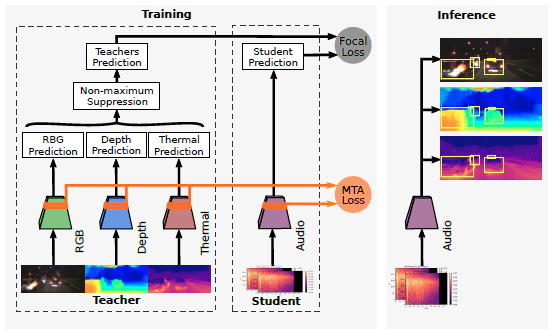 Training
Inference
Teachers
Prediction
Student
Prediction
Focal
Loss
Non-maximum
Suppression
RBG
Prediction
Depth
Prediction
Thermal
Prediction
MTA
Loss
RGB
Depth
Thermal
Audio
Audio
Teacher
Student